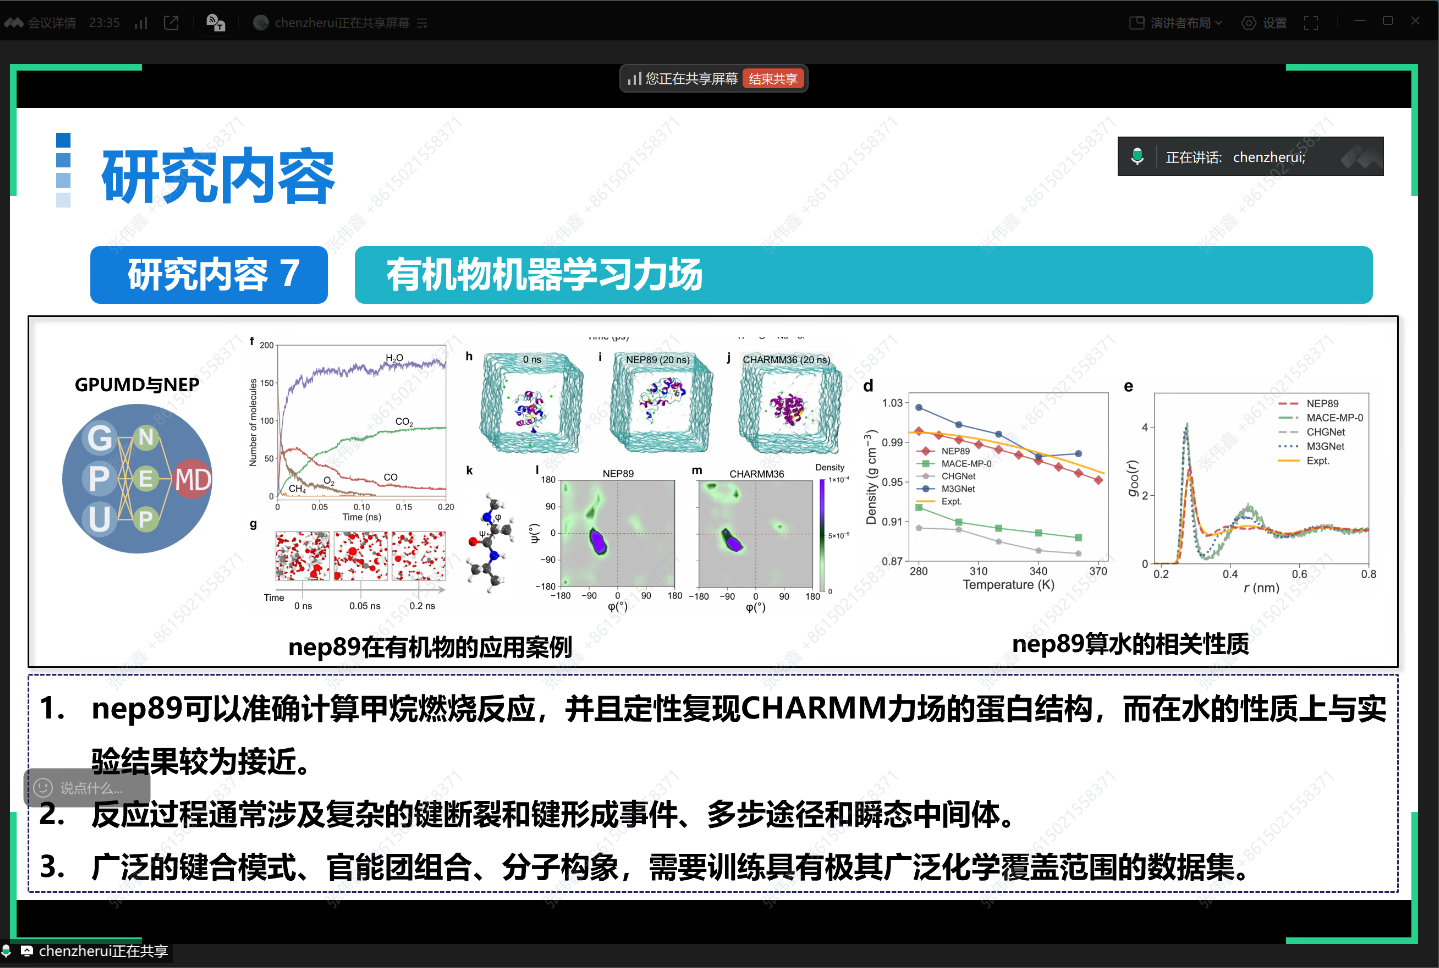 会议详情 23:35 chenzherui正在共享屏幕 演讲者布局 设置
您正在共享屏幕 结束共享
正在讲话: chenzherui;
研究内容
研究内容 7 有机物机器学习力场
GPUMD与NEP
G
P
U
N
E
P
MD
f
Number of molecules
200
150
100
50
0
H2O
CO2
CO
O2
CH4
0 0.05 0.10 0.15 0.20
Time (ns)
g
Time
0 ns 0.05 ns 0.2 ns
h 0 ns
i NEP89 (20 ns)
j CHARMM36 (20 ns)
k
φ
ψ
l NEP89
m CHARMM36
Density
1×10⁻⁴
5×10⁻⁵
0
ψ(°)
180
90
0
−90
−180
−180 −90 0 90 180
φ(°)
−180 −90 0 90 180
φ(°)
d
Density (g cm⁻³)
1.03
0.99
0.95
0.91
0.87
NEP89
MACE-MP-0
CHGNet
M3GNet
Expt.
280 310 340 370
Temperature (K)
e
gOO(r)
4
2
0
NEP89
MACE-MP-0
CHGNet
M3GNet
Expt.
0.2 0.4 0.6 0.8
r (nm)
nep89在有机物的应用案例
nep89算水的相关性质
1. nep89可以准确计算甲烷燃烧反应，并且定性复现CHARMM力场的蛋白结构，而在水的性质上与实
验结果较为接近。
说点什么...
2. 反应过程通常涉及复杂的键断裂和键形成事件、多步途径和瞬态中间体。
3. 广泛的键合模式、官能团组合、分子构象，需要训练具有极其广泛化学覆盖范围的数据集。
chenzherui正在共享
张伟鑫 +8615021558371